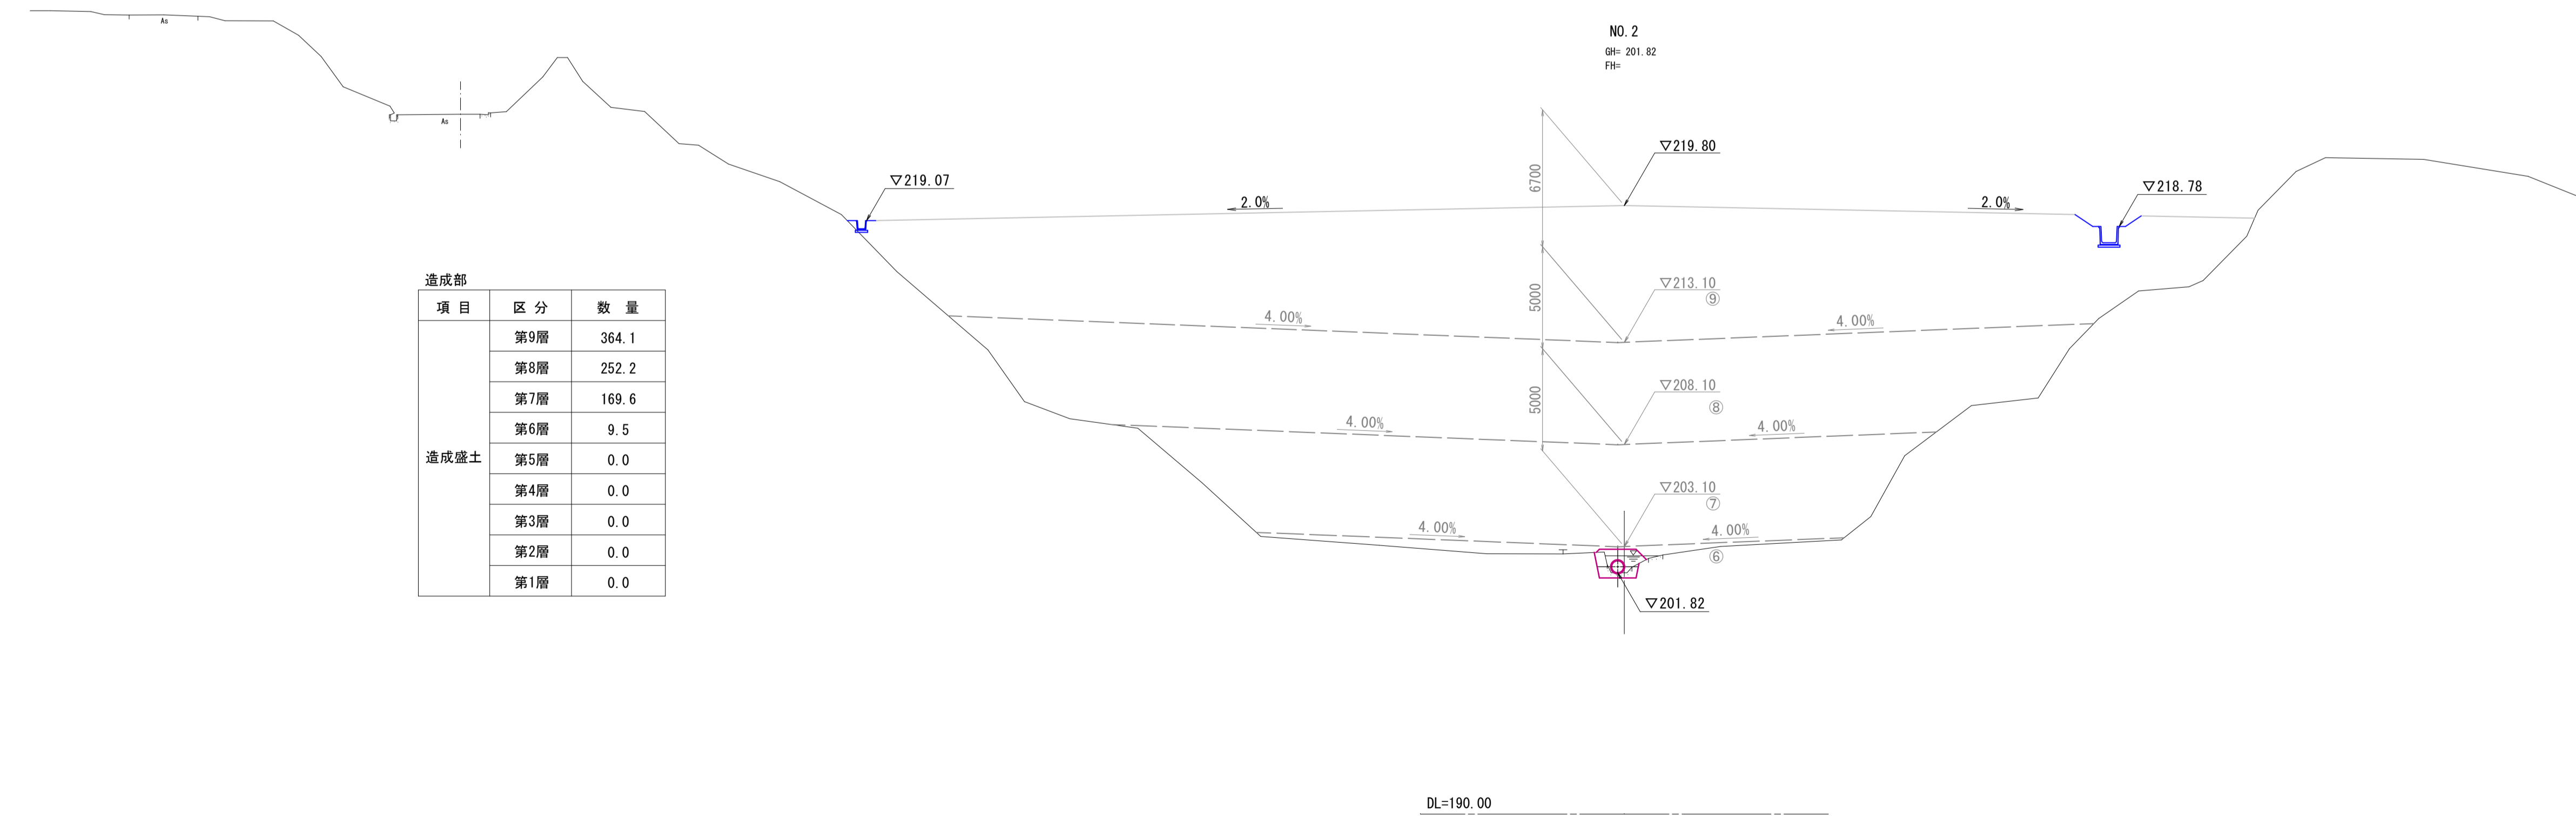 As
As
NO.2
GH= 201.82
FH=
▽219.80
6700
▽219.07
2.0%
2.0%
▽218.78
▽213.10
⑨
5000
4.00%
4.00%
▽208.10
⑧
5000
4.00%
4.00%
▽203.10
⑦
4.00%
4.00%
⑥
▽201.82
造成部
項 目 区 分 数 量
造成盛土
第9層 364.1
第8層 252.2
第7層 169.6
第6層 9.5
第5層 0.0
第4層 0.0
第3層 0.0
第2層 0.0
第1層 0.0
DL=190.00